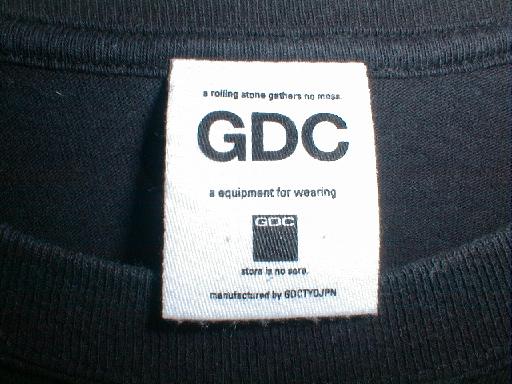 a rolling stone gathers no moss.
GDC
a equipment for wearing
GDC
store is no sore.
manufactured by GDCTYOJPN